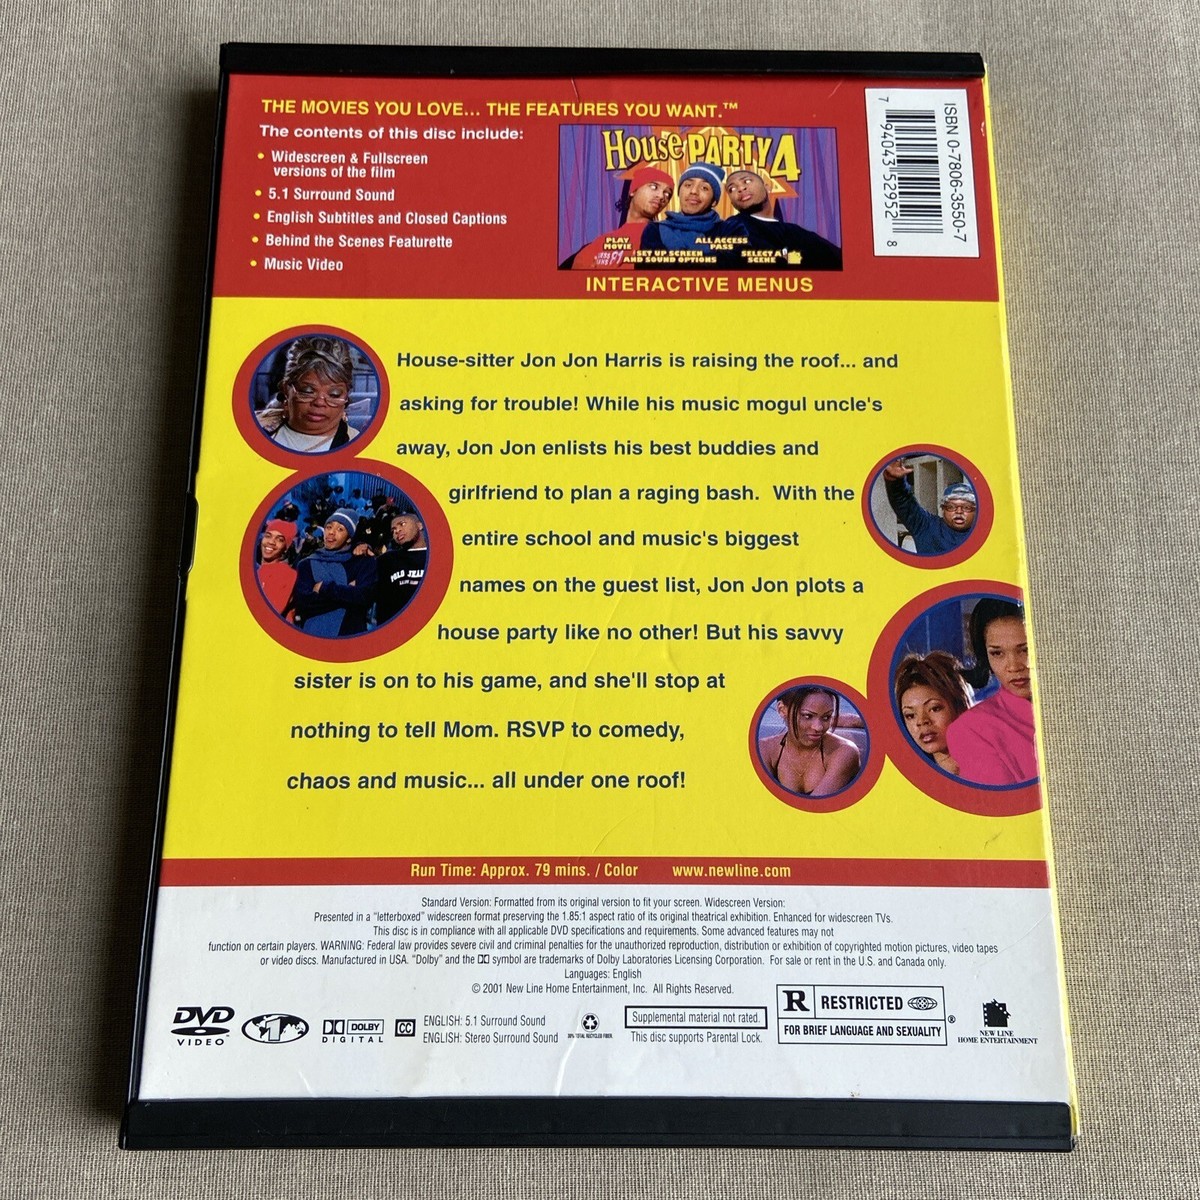 THE MOVIES YOU LOVE... THE FEATURES YOU WANT.™
The contents of this disc include:
• Widescreen & Fullscreen
versions of the film
• 5.1 Surround Sound
• English Subtitles and Closed Captions
• Behind the Scenes Featurette
• Music Video
House PARTY 4
PLAY
MOVIE
ALL ACCESS
PASS
SET UP SCREEN
AND SOUND OPTIONS
SELECT A
SCENE
INTERACTIVE MENUS
ISBN 0-7806-3550-7
7 94043 52952 8
House-sitter Jon Jon Harris is raising the roof... and
asking for trouble! While his music mogul uncle's
away, Jon Jon enlists his best buddies and
girlfriend to plan a raging bash. With the
entire school and music's biggest
names on the guest list, Jon Jon plots a
house party like no other! But his savvy
sister is on to his game, and she'll stop at
nothing to tell Mom. RSVP to comedy,
chaos and music... all under one roof!
POLO JEANS
Run Time: Approx. 79 mins. / Color www.newline.com
Standard Version: Formatted from its original version to fit your screen. Widescreen Version:
Presented in a "letterboxed" widescreen format preserving the 1.85:1 aspect ratio of its original theatrical exhibition. Enhanced for widescreen TVs.
This disc is in compliance with all applicable DVD specifications and requirements. Some advanced features may not
function on certain players. WARNING: Federal law provides severe civil and criminal penalties for the unauthorized reproduction, distribution or exhibition of copyrighted motion pictures, video tapes
or video discs. Manufactured in USA. "Dolby" and the DD symbol are trademarks of Dolby Laboratories Licensing Corporation. For sale or rent in the U.S. and Canada only.
Languages: English
© 2001 New Line Home Entertainment, Inc. All Rights Reserved.
DVD
VIDEO
1
DOLBY
DIGITAL
CC
ENGLISH: 5.1 Surround Sound
ENGLISH: Stereo Surround Sound
Supplemental material not rated.
This disc supports Parental Lock.
R RESTRICTED ®
FOR BRIEF LANGUAGE AND SEXUALITY
NEW LINE
HOME ENTERTAINMENT